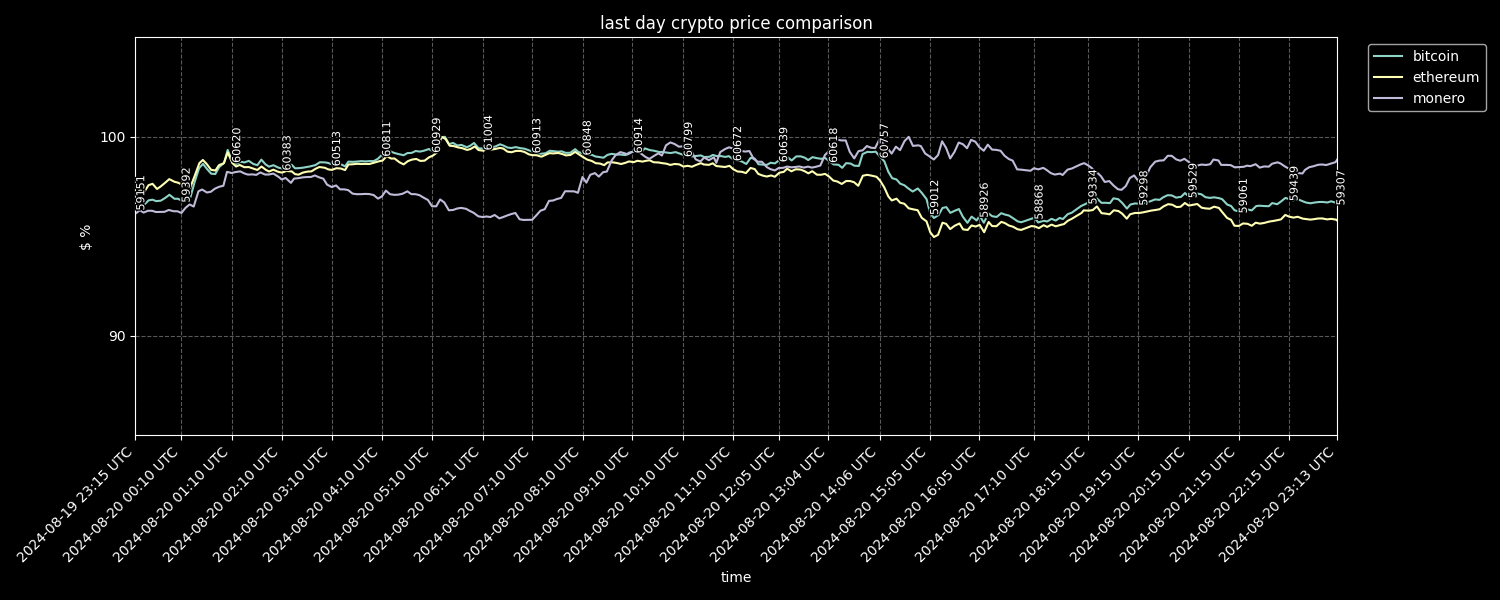 last day crypto price comparison
bitcoin
ethereum
monero
100
90
$ %
59151
59392
60620
60383
60513
60811
60929
61004
60913
60848
60914
60799
60672
60639
60618
60757
59012
58926
58868
59334
59298
59529
59061
59439
59307
2024-08-19 23:15 UTC
2024-08-20 00:10 UTC
2024-08-20 01:10 UTC
2024-08-20 02:10 UTC
2024-08-20 03:10 UTC
2024-08-20 04:10 UTC
2024-08-20 05:10 UTC
2024-08-20 06:11 UTC
2024-08-20 07:10 UTC
2024-08-20 08:10 UTC
2024-08-20 09:10 UTC
2024-08-20 10:10 UTC
2024-08-20 11:10 UTC
2024-08-20 12:05 UTC
2024-08-20 13:04 UTC
2024-08-20 14:06 UTC
2024-08-20 15:05 UTC
2024-08-20 16:05 UTC
2024-08-20 17:10 UTC
2024-08-20 18:15 UTC
2024-08-20 19:15 UTC
2024-08-20 20:15 UTC
2024-08-20 21:15 UTC
2024-08-20 22:15 UTC
2024-08-20 23:13 UTC
time